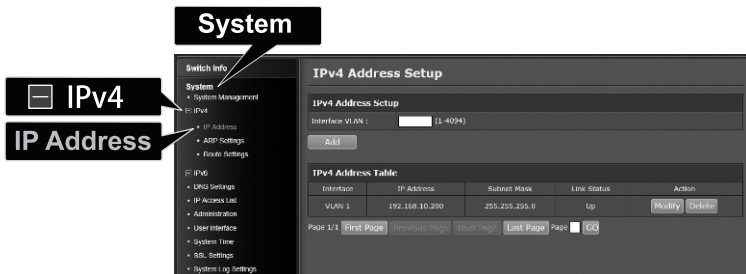 System
IPv4
IP Address
Switch Info
System
System Management
IPv4
IP Address
ARP Settings
Route Settings
IPv6
DNS Settings
IP Access List
Administration
User Interface
System Time
SSL Settings
System Log Settings
IPv4 Address Setup
IPv4 Address Setup
Interface VLAN : (1-4094)
Add
IPv4 Address Table
Interface IP Address Subnet Mask Link Status Action
VLAN 1 192.168.10.200 255.255.255.0 Up Modify Delete
Page 1/1 First Page Previous Page Next Page Last Page Page GO